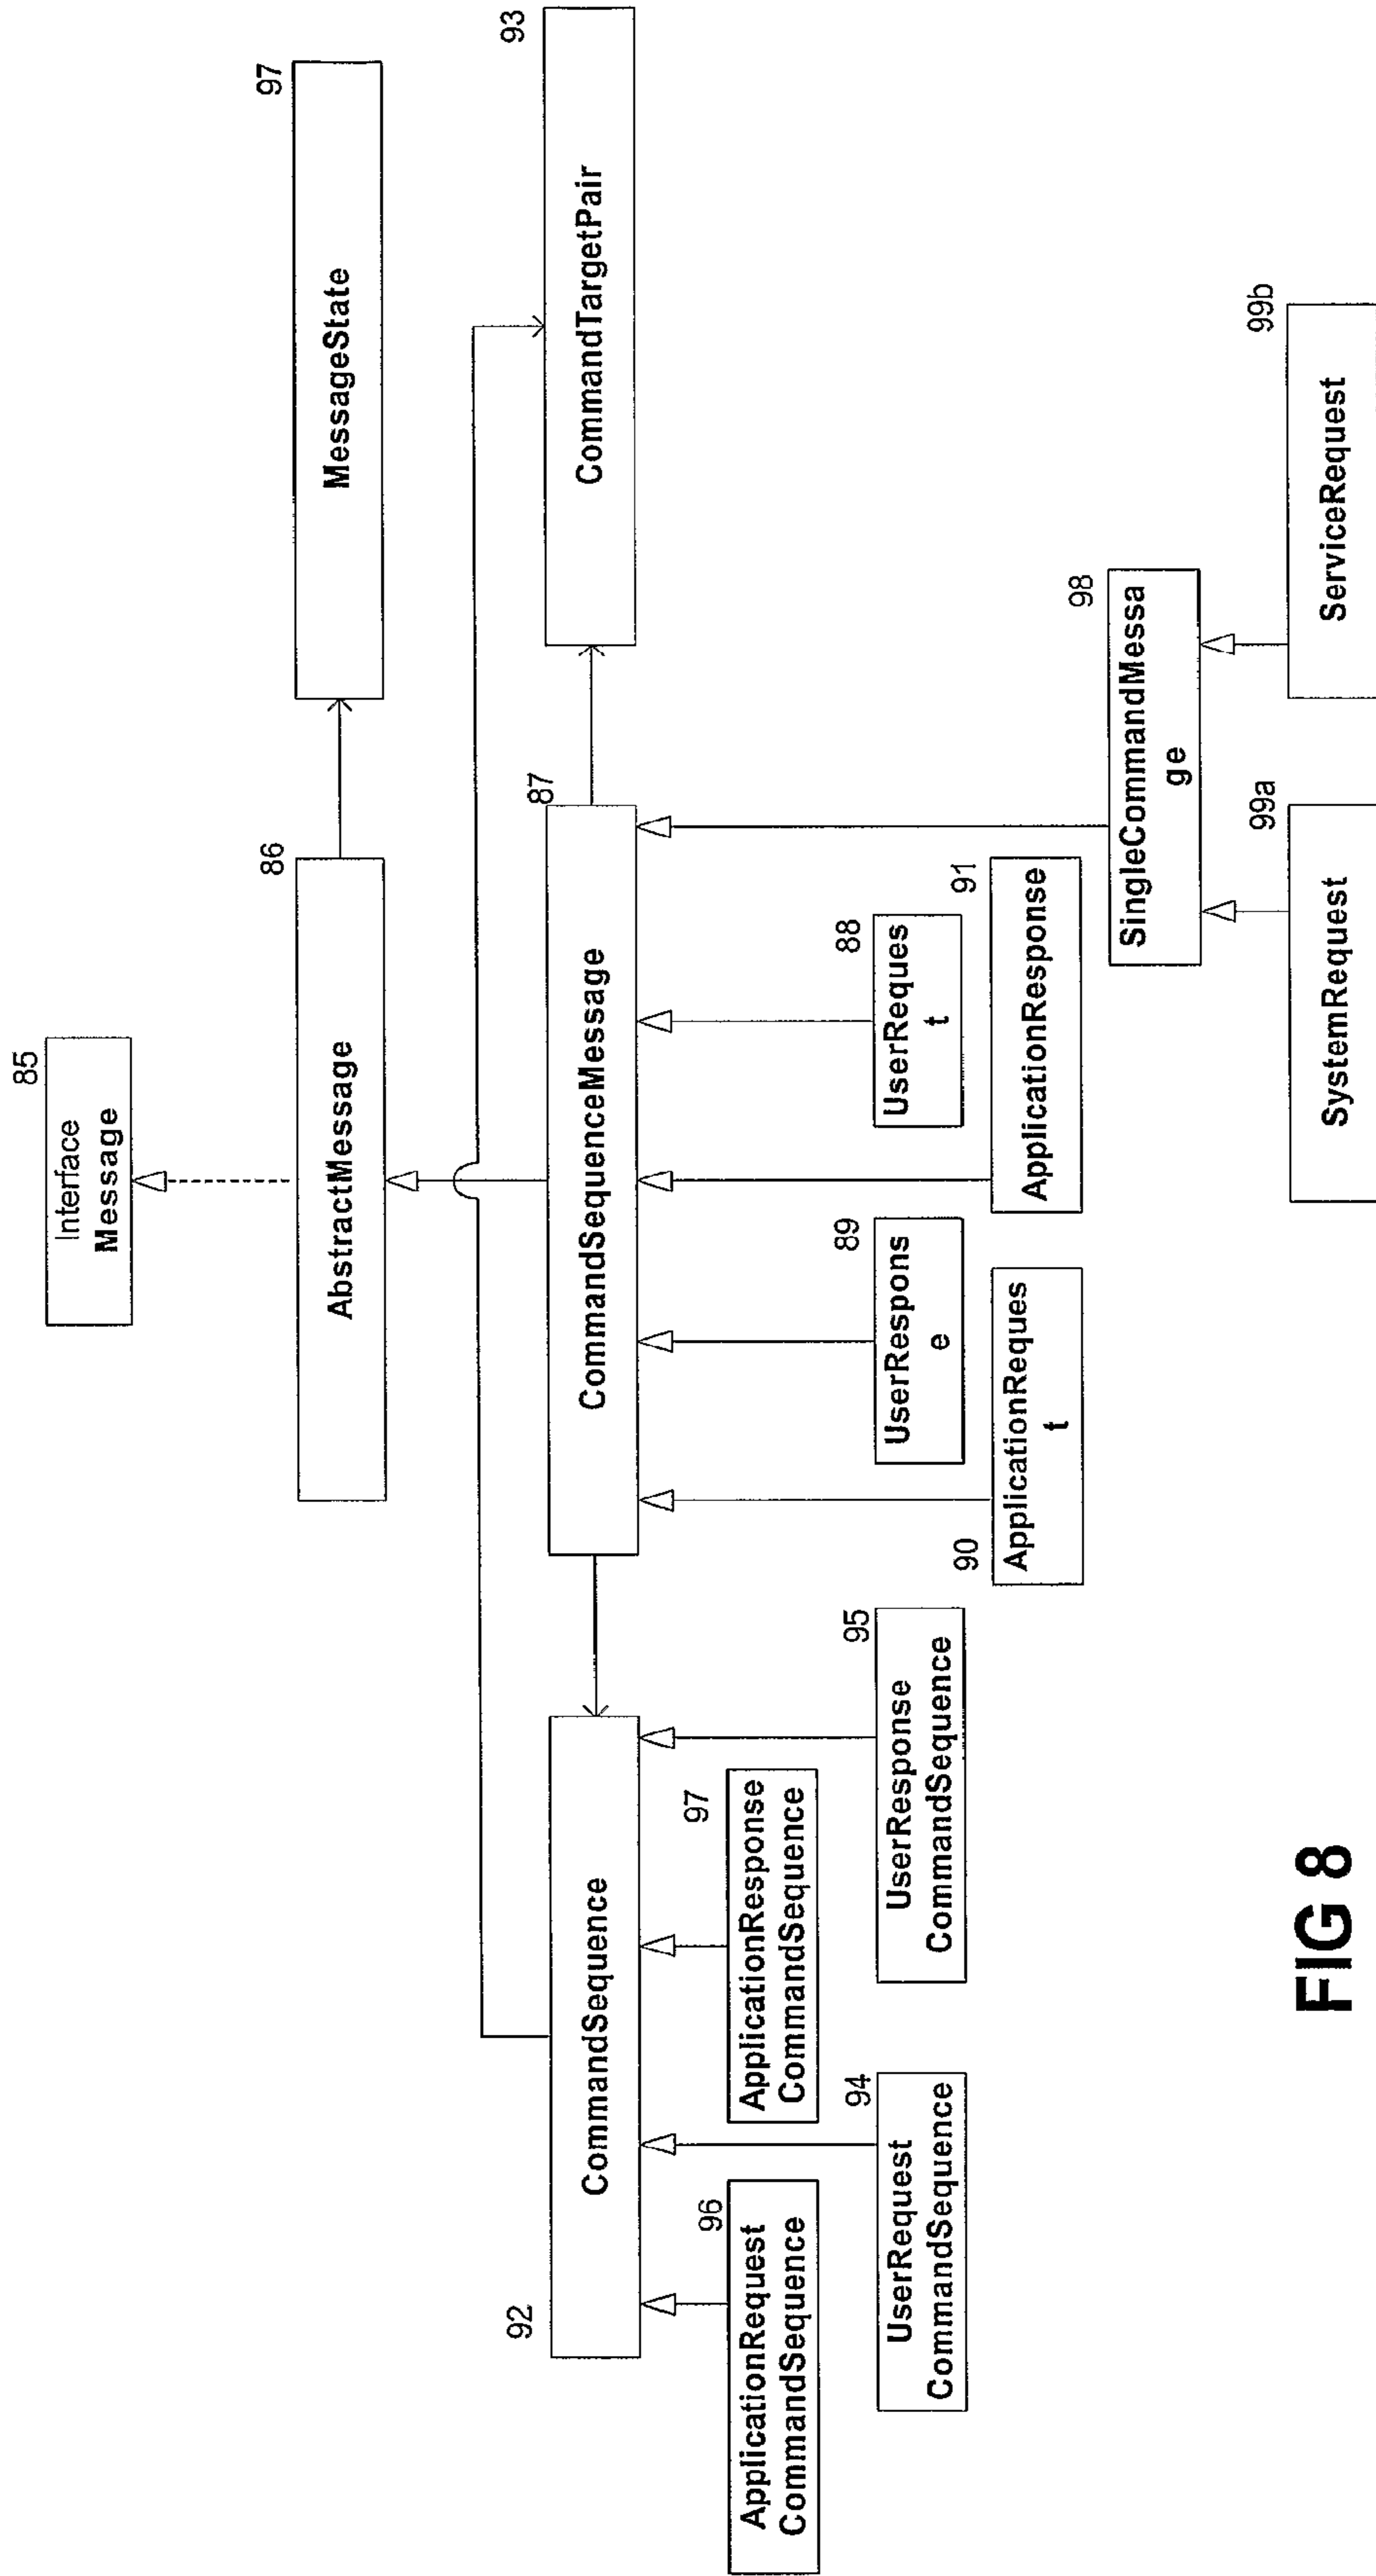 85
Interface
Message
86
AbstractMessage
97
MessageState
92
CommandSequence
87
CommandSequenceMessage
93
CommandTargetPair
96
ApplicationRequest
CommandSequence
97
ApplicationResponse
CommandSequence
94
UserRequest
CommandSequence
95
UserResponse
CommandSequence
89
UserRespons
e
88
UserReques
t
90
ApplicationReques
t
91
ApplicationResponse
98
SingleCommandMessa
ge
99a
SystemRequest
99b
ServiceRequest
FIG 8